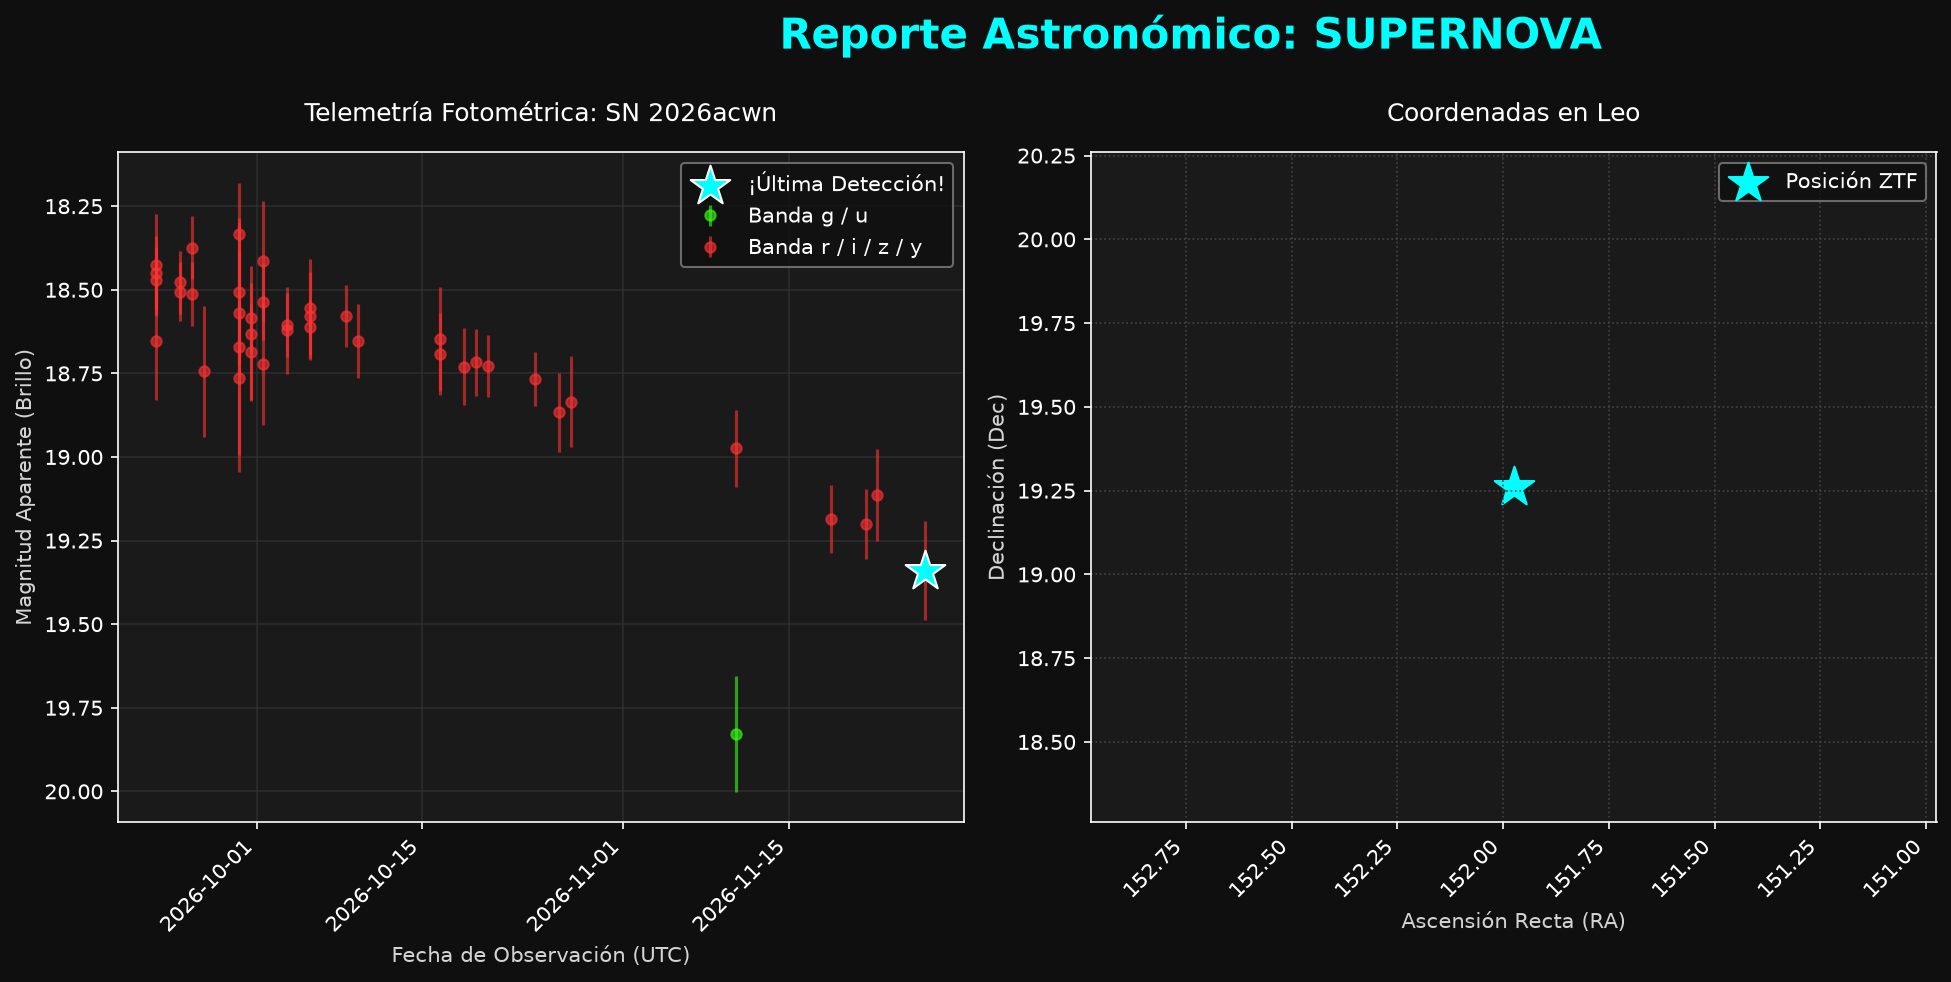 Reporte Astronómico: SUPERNOVA
Telemetría Fotométrica: SN 2026acwn
¡Última Detección!
Banda g / u
Banda r / i / z / y
Magnitud Aparente (Brillo)
18.25
18.50
18.75
19.00
19.25
19.50
19.75
20.00
2026-10-01
2026-10-15
2026-11-01
2026-11-15
Fecha de Observación (UTC)
Coordenadas en Leo
Posición ZTF
Declinación (Dec)
20.25
20.00
19.75
19.50
19.25
19.00
18.75
18.50
152.75
152.50
152.25
152.00
151.75
151.50
151.25
151.00
Ascensión Recta (RA)